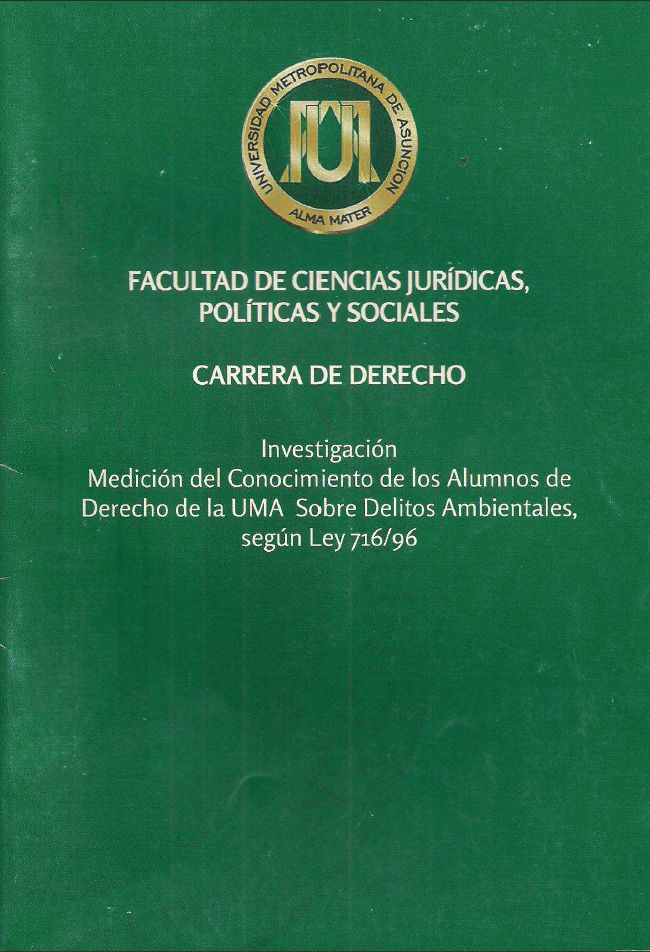 UNIVERSIDAD METROPOLITANA DE ASUNCION
ALMA MATER
UMA
FACULTAD DE CIENCIAS JURÍDICAS,
POLÍTICAS Y SOCIALES
CARRERA DE DERECHO
Investigación
Medición del Conocimiento de los Alumnos de
Derecho de la UMA Sobre Delitos Ambientales,
según Ley 716/96